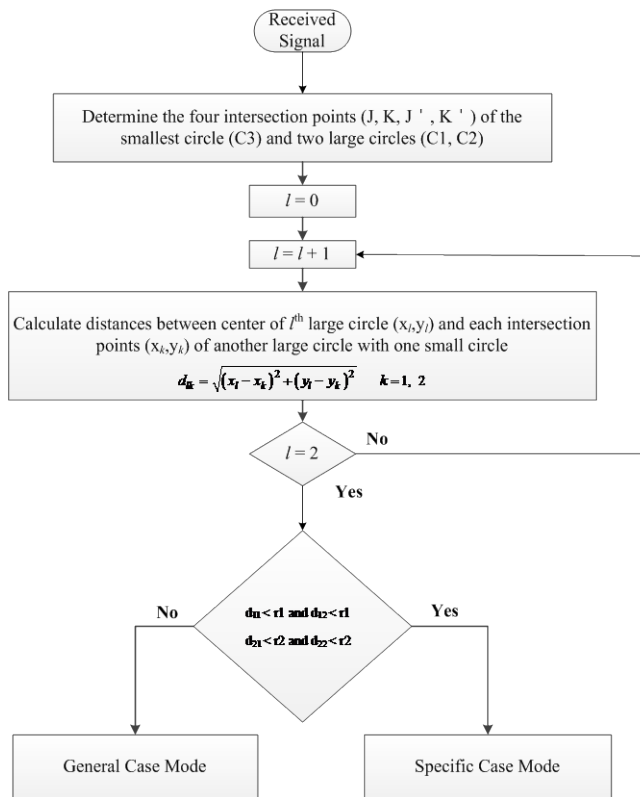 Received
Signal
Determine the four intersection points (J, K, J ' , K ' ) of the
smallest circle (C3) and two large circles (C1, C2)
l = 0
l = l + 1
Calculate distances between center of lth large circle (xl,yl) and each intersection
points (xk,yk) of another large circle with one small circle
dlk = √(xl − xk)² + (yl − yk)² k=1, 2
l = 2
No
Yes
No
d11< r1 and d12< r1
Yes
d21< r2 and d22< r2
General Case Mode
Specific Case Mode